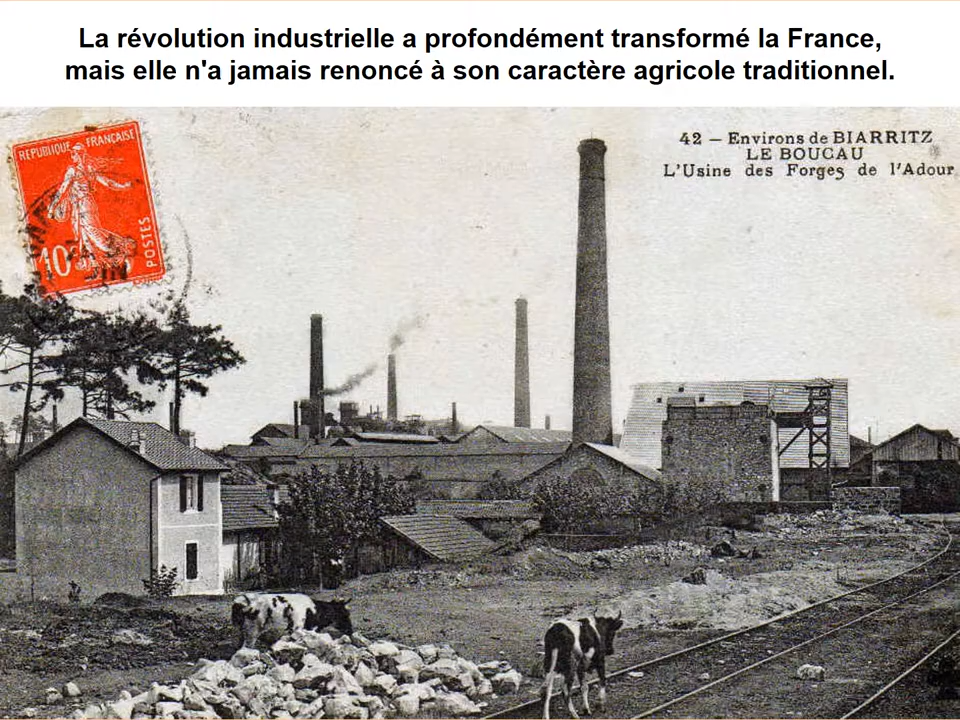 La révolution industrielle a profondément transformé la France,
mais elle n'a jamais renoncé à son caractère agricole traditionnel.
REPUBLIQUE FRANÇAISE
10c
POSTES
42 – Environs de BIARRITZ
LE BOUCAU
L'Usine des Forges de l'Adour